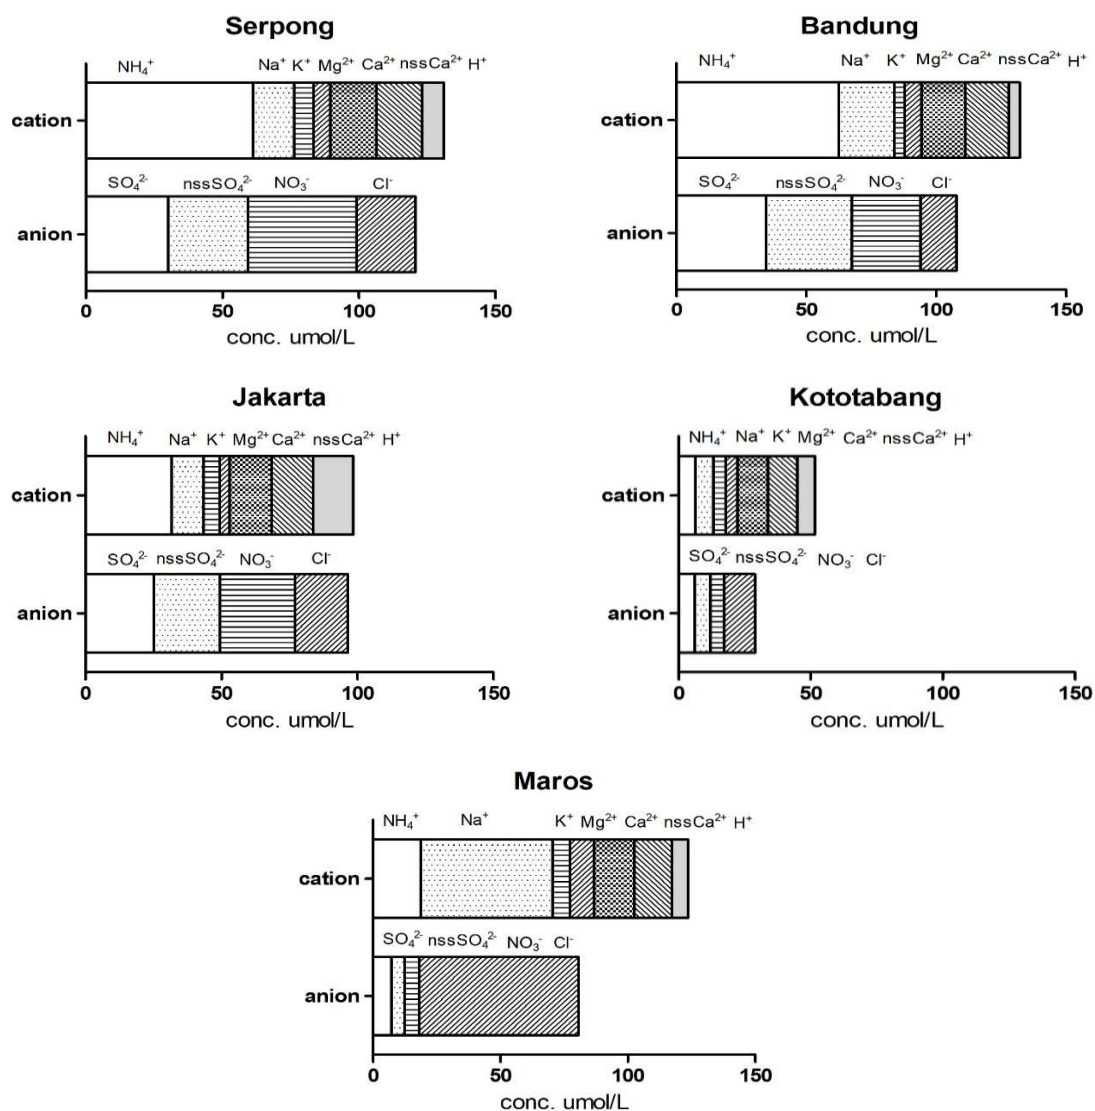 Serpong
NH₄⁺ Na⁺ K⁺ Mg²⁺ Ca²⁺ nssCa²⁺ H⁺
cation
SO₄²⁻ nssSO₄²⁻ NO₃⁻ Cl⁻
anion
0 50 100 150
conc. umol/L
Bandung
NH₄⁺ Na⁺ K⁺ Mg²⁺ Ca²⁺ nssCa²⁺ H⁺
cation
SO₄²⁻ nssSO₄²⁻ NO₃⁻ Cl⁻
anion
0 50 100 150
conc. umol/L
Jakarta
NH₄⁺ Na⁺ K⁺ Mg²⁺ Ca²⁺ nssCa²⁺ H⁺
cation
SO₄²⁻ nssSO₄²⁻ NO₃⁻ Cl⁻
anion
0 50 100 150
conc. umol/L
Kototabang
NH₄⁺ Na⁺ K⁺ Mg²⁺ Ca²⁺ nssCa²⁺ H⁺
cation
SO₄²⁻ nssSO₄²⁻ NO₃⁻ Cl⁻
anion
0 50 100 150
conc. umol/L
Maros
NH₄⁺ Na⁺ K⁺ Mg²⁺ Ca²⁺ nssCa²⁺ H⁺
cation
SO₄²⁻ nssSO₄²⁻ NO₃⁻ Cl⁻
anion
0 50 100 150
conc. umol/L